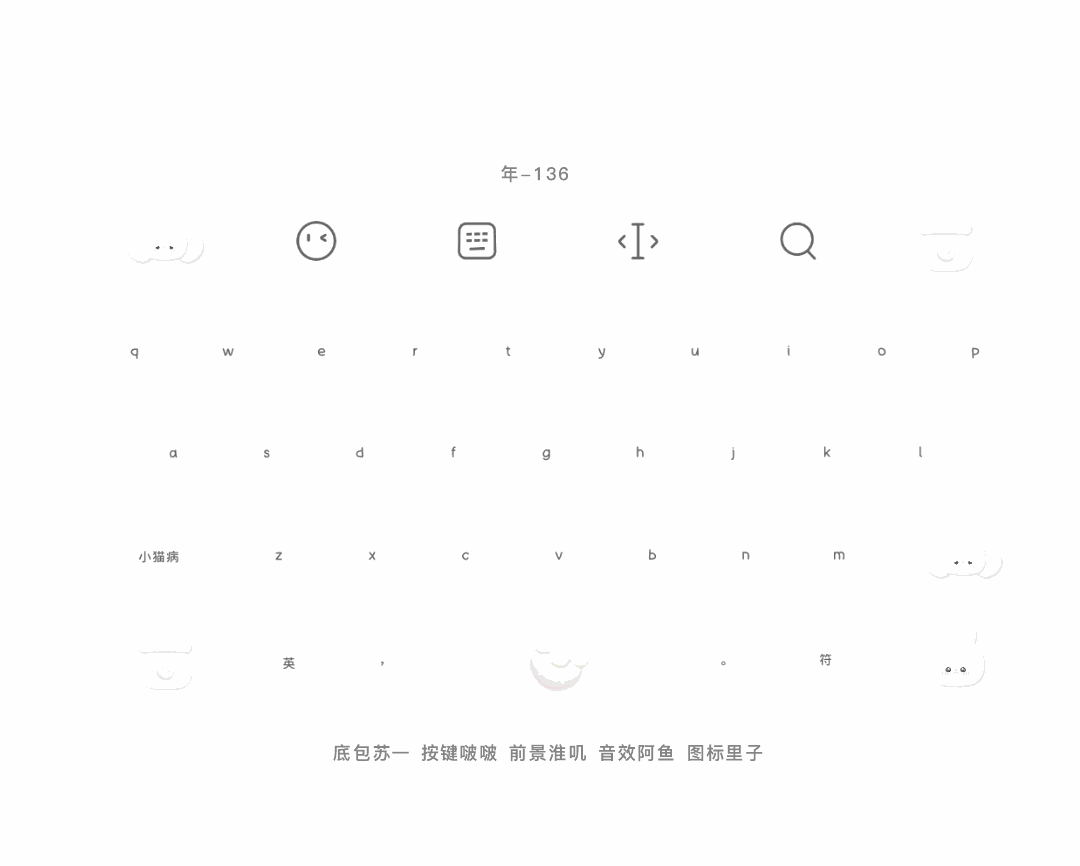 年-136
q w e r t y u i o p
a s d f g h j k l
小猫病 z x c v b n m
英 , 。 符
底包苏一 按键啵啵 前景淮叽 音效阿鱼 图标里子